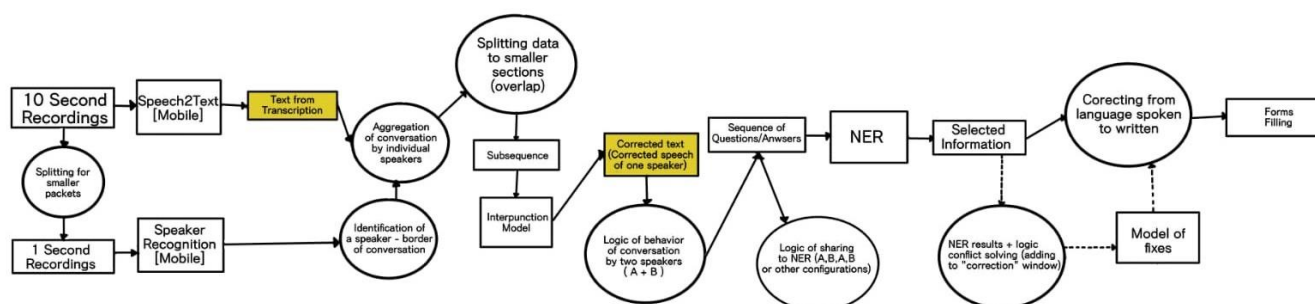 10 Second
Recordings
Speech2Text
[Mobile]
Text from
Transcription
Splitting for
smaller
packets
1 Second
Recordings
Speaker
Recognition
[Mobile]
Aggregation
of conversation
by individual
speakers
Identification of
a speaker - border
of conversation
Splitting data
to smaller
sections
(overlap)
Subsequence
Interpunction
Model
Corrected text
(Corrected speech
of one speaker)
Logic of behavior
of conversation
by two speakers
( A + B )
Sequence of
Questions/Anwsers
Logic of sharing
to NER (A,B,A,B
or other configurations)
NER
Selected
Information
NER results + logic
conflict solving (adding
to "correction" window)
Corecting from
language spoken
to written
Model of
fixes
Forms
Filling